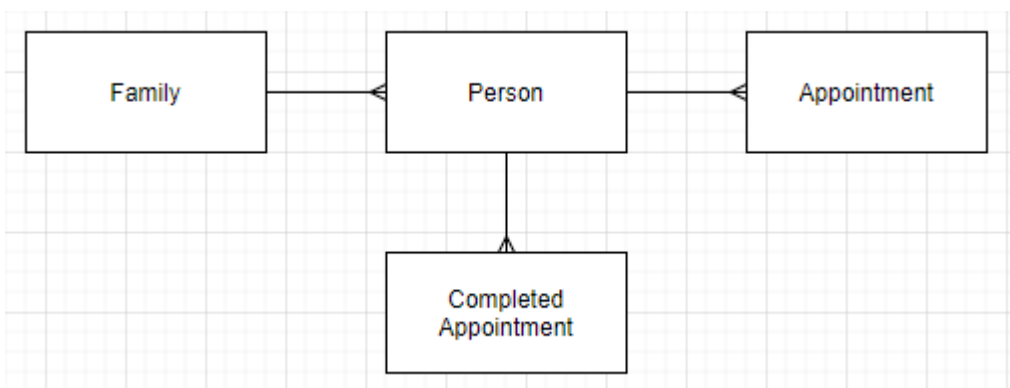 Family
Person
Appointment
Completed
Appointment